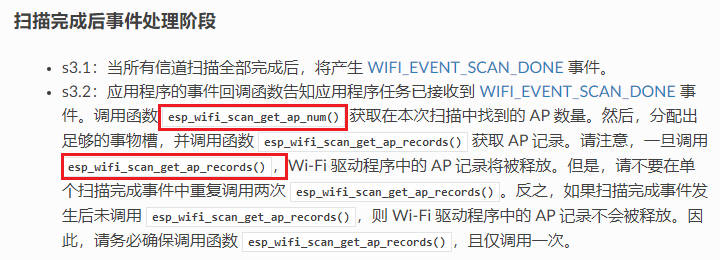 扫描完成后事件处理阶段
• s3.1：当所有信道扫描全部完成后，将产生 WIFI_EVENT_SCAN_DONE 事件。
• s3.2：应用程序的事件回调函数告知应用程序任务已接收到 WIFI_EVENT_SCAN_DONE 事
件。调用函数 esp_wifi_scan_get_ap_num() 获取在本次扫描中找到的 AP 数量。然后，分配出
足够的事物槽，并调用函数 esp_wifi_scan_get_ap_records() 获取 AP 记录。请注意，一旦调用
esp_wifi_scan_get_ap_records()，Wi-Fi 驱动程序中的 AP 记录将被释放。但是，请不要在单
个扫描完成事件中重复调用两次 esp_wifi_scan_get_ap_records()。反之，如果扫描完成事件发
生后未调用 esp_wifi_scan_get_ap_records()，则 Wi-Fi 驱动程序中的 AP 记录不会被释放。因
此，请务必确保调用函数 esp_wifi_scan_get_ap_records()，且仅调用一次。